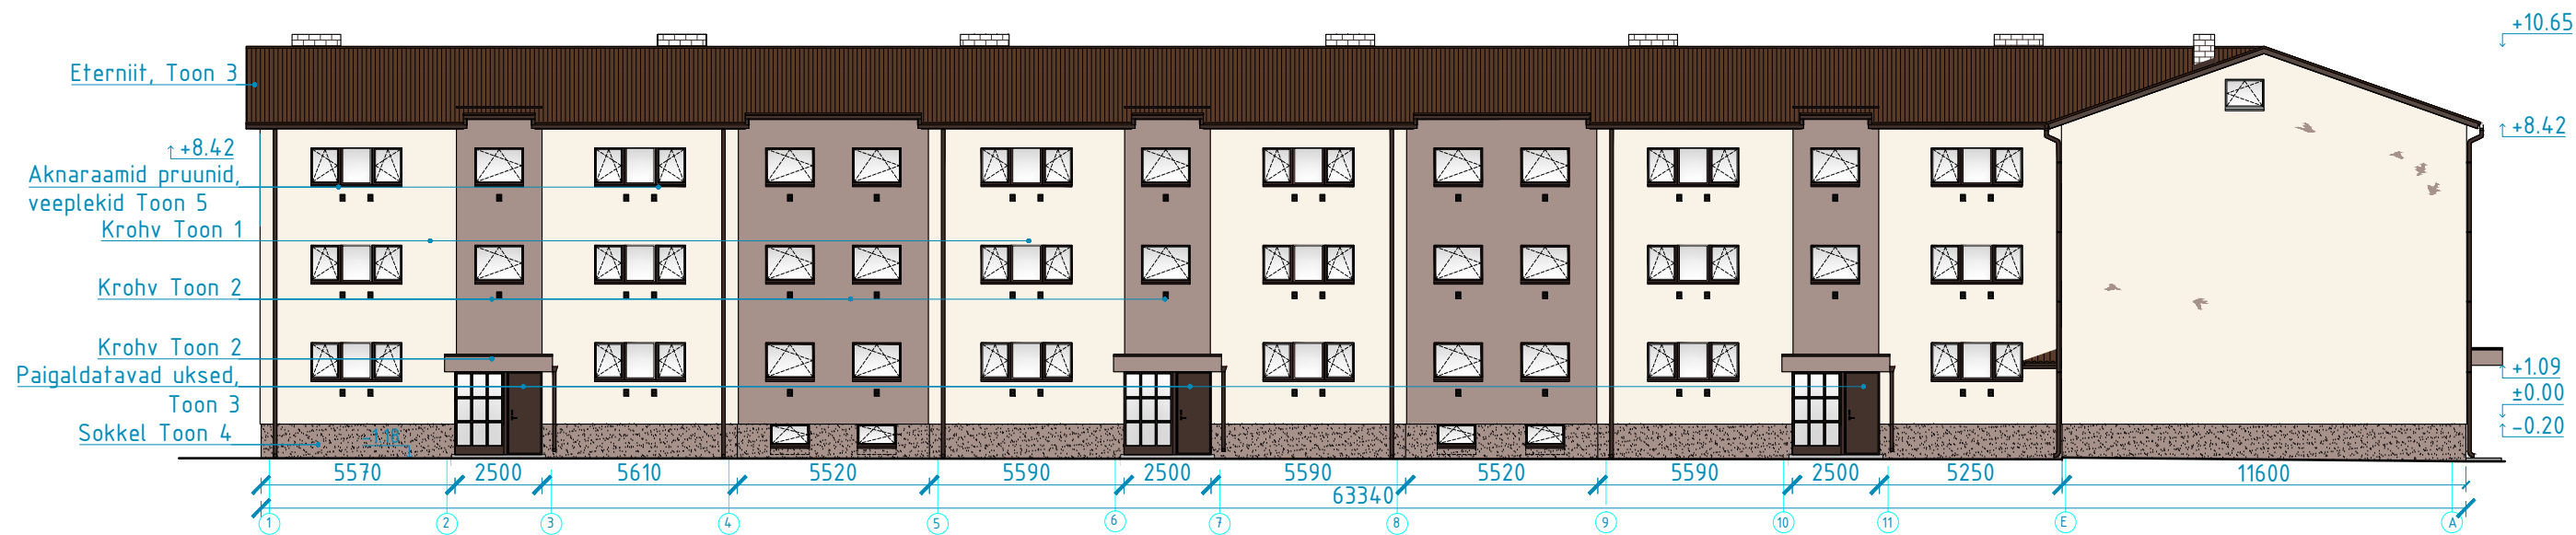 +10.65
Eterniit, Toon 3
+8.42
+8.42
Aknaraamid pruunid,
veeplekid Toon 5
Krohv Toon 1
Krohv Toon 2
Krohv Toon 2
Paigaldatavad uksed,
Toon 3
+1.09
±0.00
-0.20
Sokkel Toon 4
-1.18
5570 2500 5610 5520 5590 2500 5590 5520 5590 2500 5250 11600
63340
1 2 3 4 5 6 7 8 9 10 11 E A